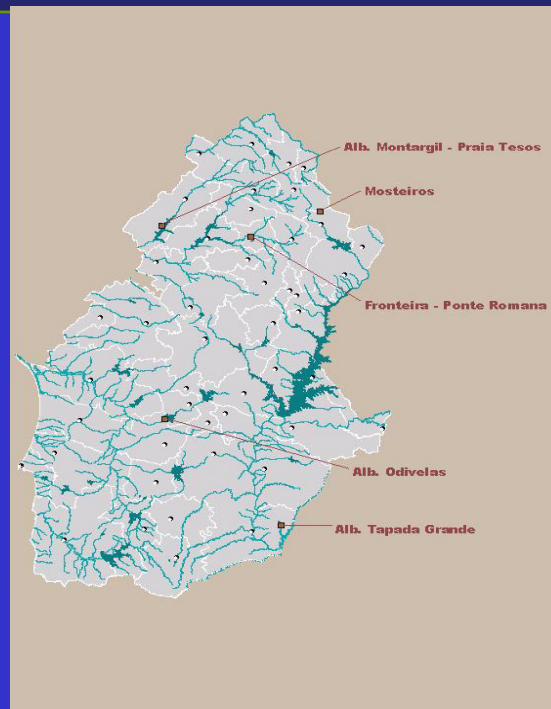 Alb. Montargil - Praia Tesos
Mosteiros
Fronteira - Ponte Romana
Alb. Odivelas
Alb. Tapada Grande